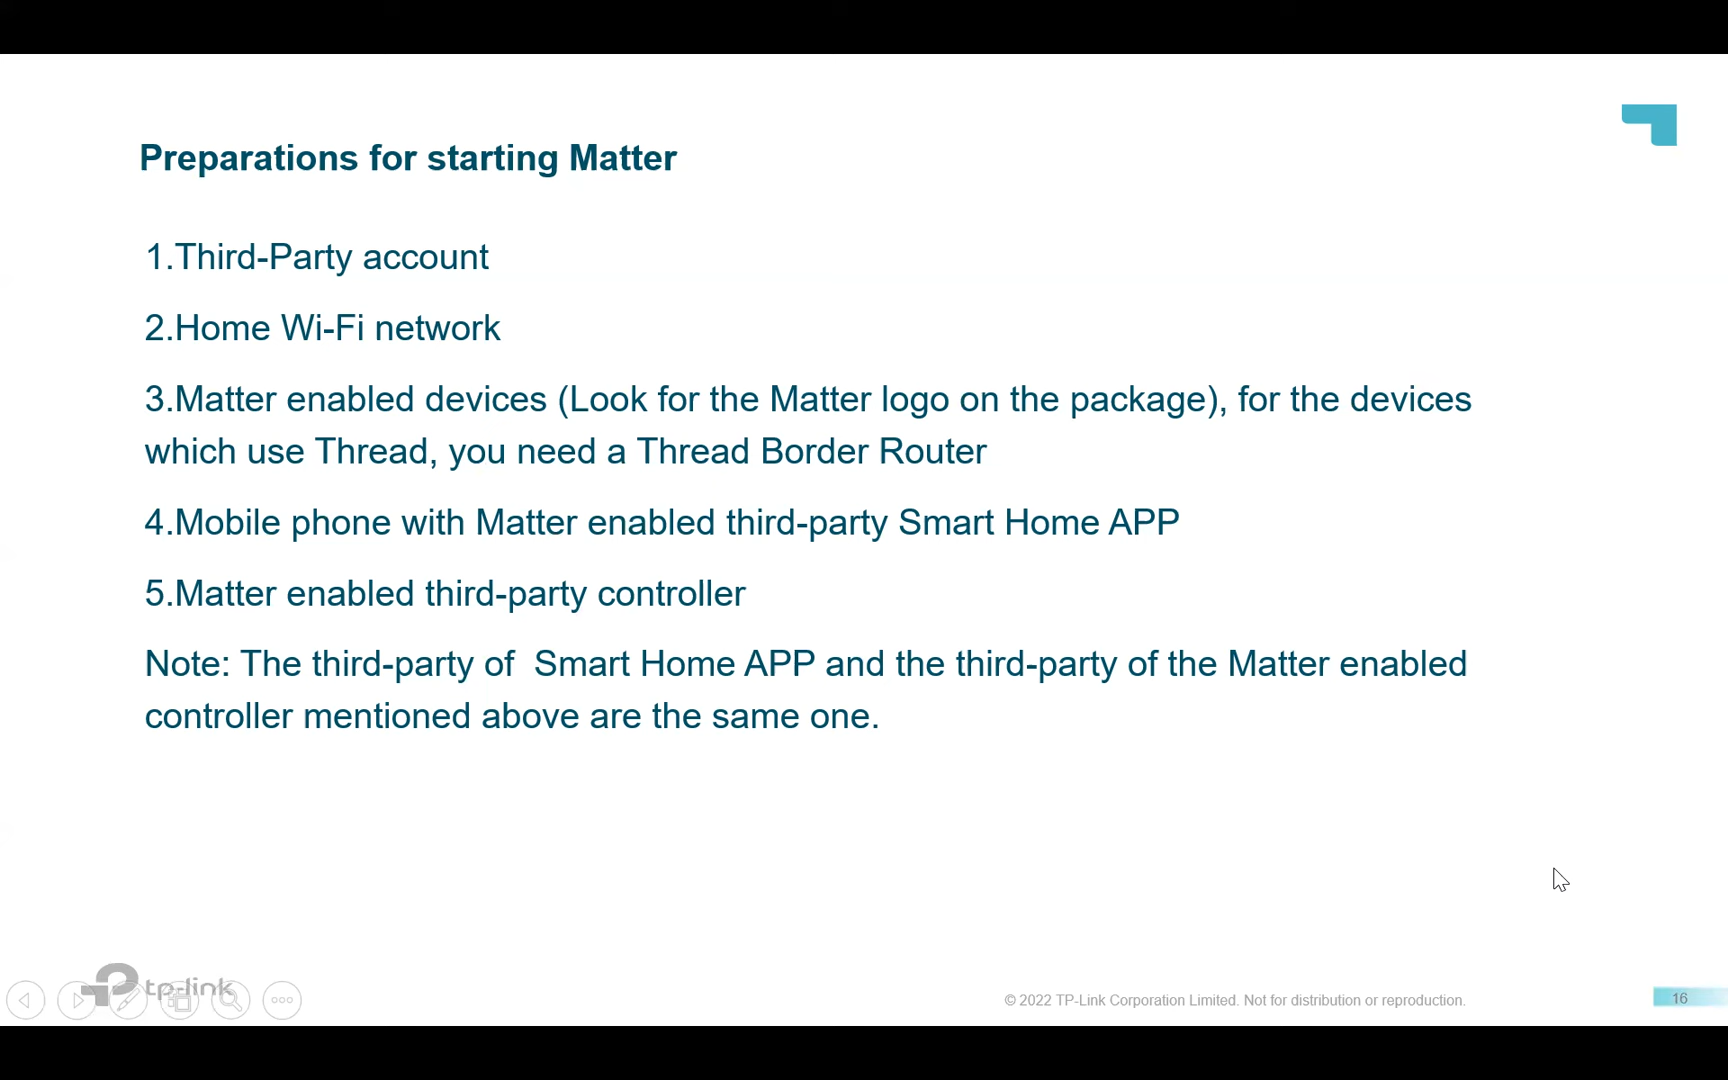 Preparations for starting Matter
1.Third-Party account
2.Home Wi-Fi network
3.Matter enabled devices (Look for the Matter logo on the package), for the devices
which use Thread, you need a Thread Border Router
4.Mobile phone with Matter enabled third-party Smart Home APP
5.Matter enabled third-party controller
Note: The third-party of  Smart Home APP and the third-party of the Matter enabled
controller mentioned above are the same one.
tp-link
© 2022 TP-Link Corporation Limited. Not for distribution or reproduction.
16